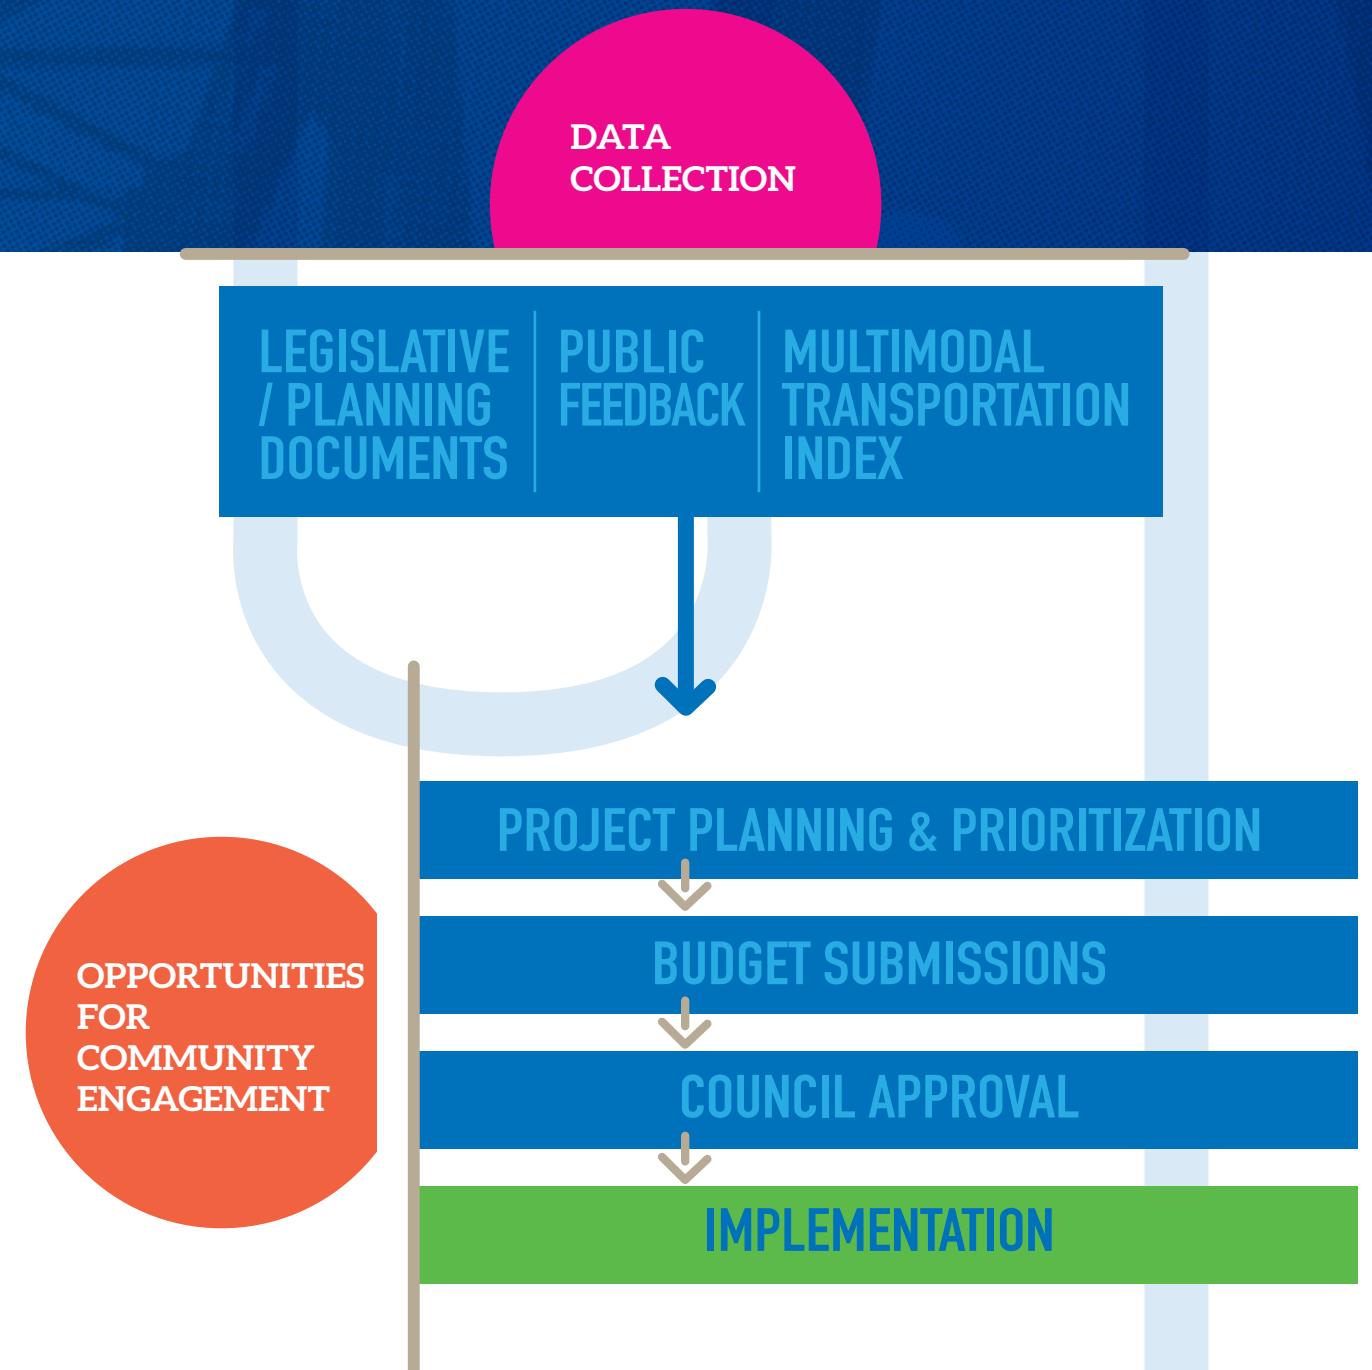 DATA
COLLECTION
LEGISLATIVE
/ PLANNING
DOCUMENTS
PUBLIC
FEEDBACK
MULTIMODAL
TRANSPORTATION
INDEX
PROJECT PLANNING & PRIORITIZATION
BUDGET SUBMISSIONS
COUNCIL APPROVAL
IMPLEMENTATION
OPPORTUNITIES
FOR
COMMUNITY
ENGAGEMENT